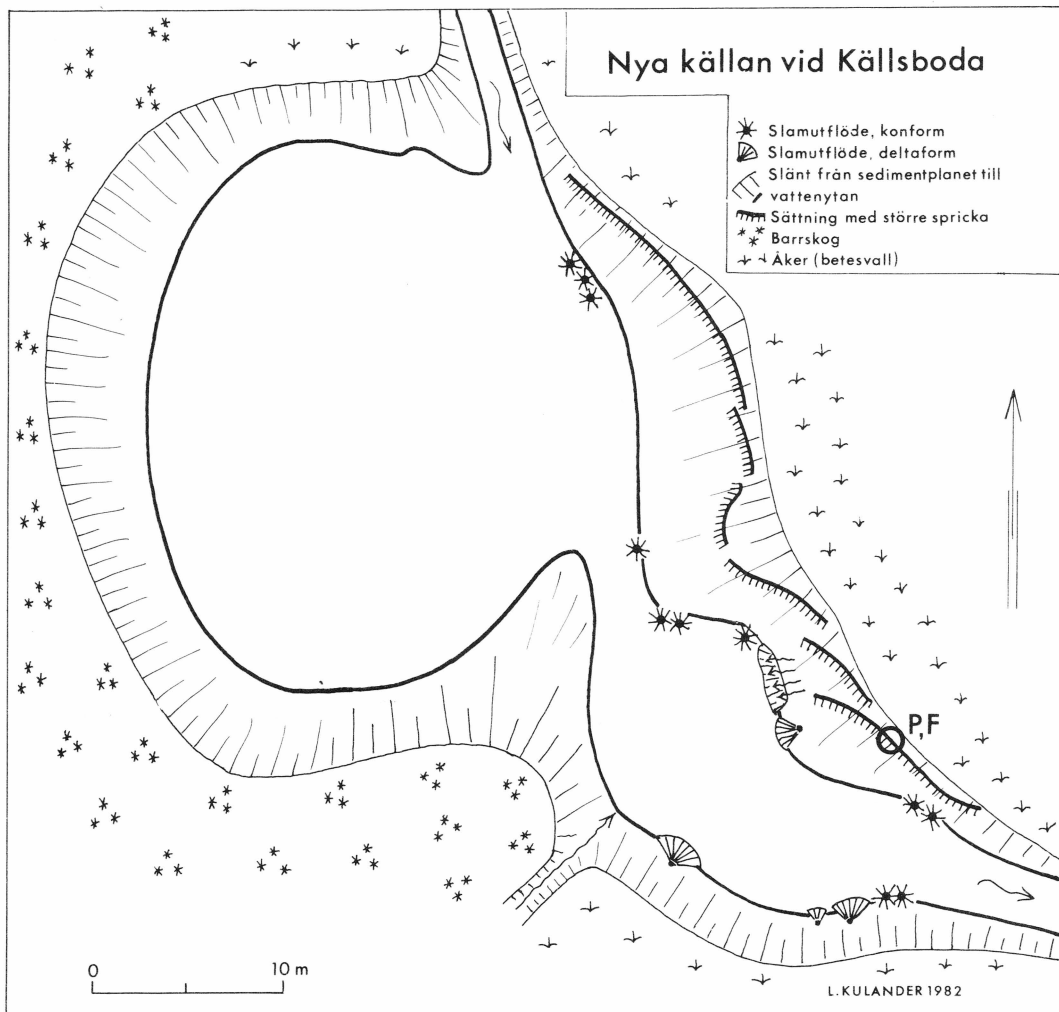 Nya källan vid Källsboda
Slamutflöde, konform
Slamutflöde, deltaform
Slänt från sedimentplanet till
vattenytan
Sättning med större spricka
Barrskog
Åker (betesvall)
P,F
0 10 m
L.KULANDER 1982